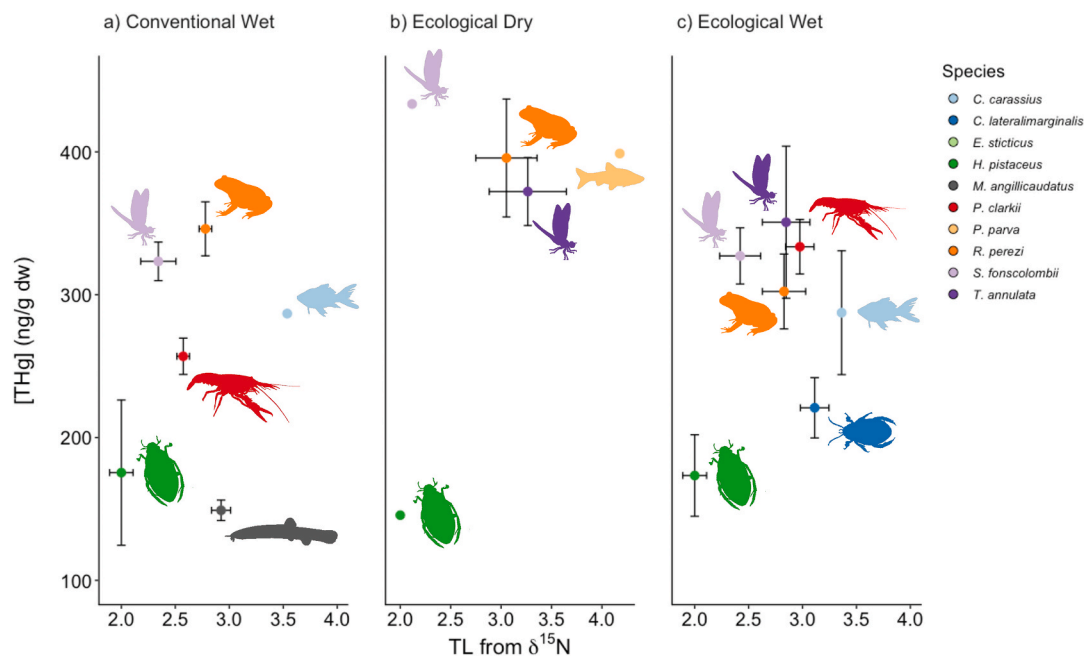 a) Conventional Wet
b) Ecological Dry
c) Ecological Wet
[THg] (ng/g dw)
400
300
200
100
2.0 2.5 3.0 3.5 4.0
2.0 2.5 3.0 3.5 4.0
2.0 2.5 3.0 3.5 4.0
TL from δ¹⁵N
Species
C. carassius
C. lateralimarginalis
E. sticticus
H. pistaceus
M. angillicaudatus
P. clarkii
P. parva
R. perezi
S. fonscolombii
T. annulata